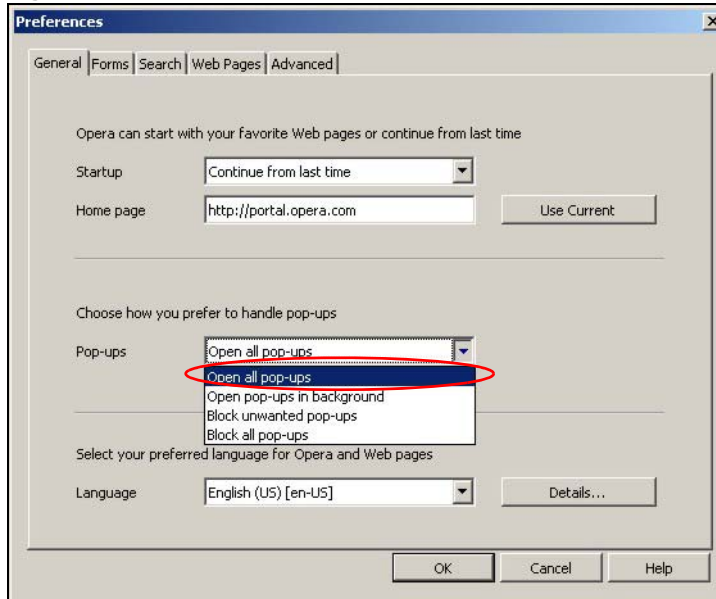 Preferences
General Forms Search Web Pages Advanced
Opera can start with your favorite Web pages or continue from last time
Startup Continue from last time
Home page http://portal.opera.com Use Current
Choose how you prefer to handle pop-ups
Pop-ups Open all pop-ups
Open all pop-ups
Open pop-ups in background
Block unwanted pop-ups
Block all pop-ups
Select your preferred language for Opera and Web pages
Language English (US) [en-US] Details...
OK Cancel Help